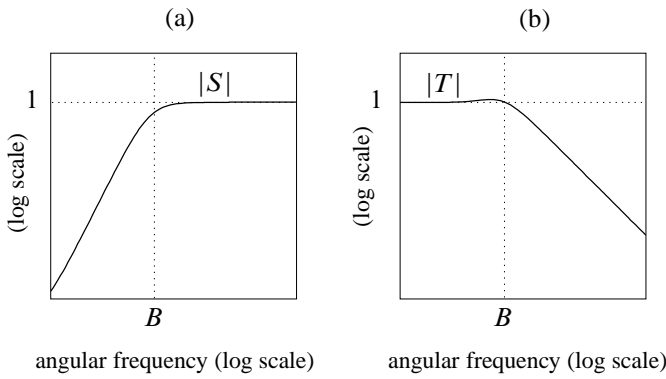 (a)
|S|
1
(log scale)
B
angular frequency (log scale)
(b)
|T|
1
(log scale)
B
angular frequency (log scale)